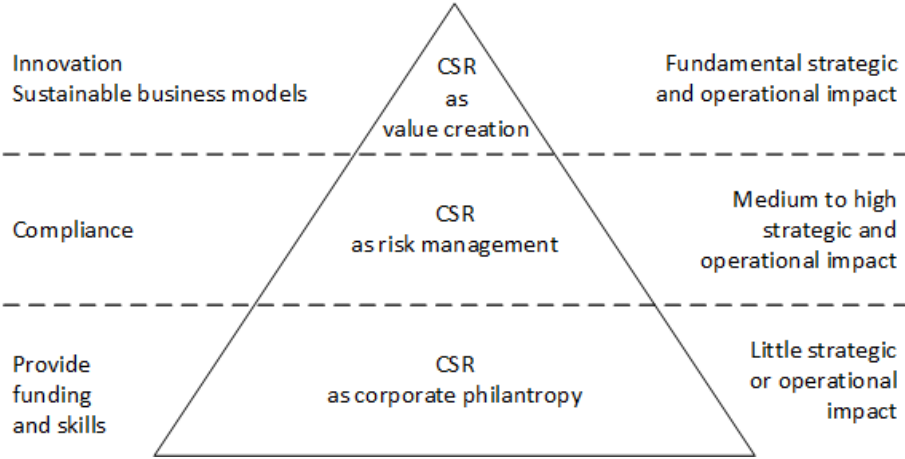 Innovation
Sustainable business models
CSR
as
value creation
Fundamental strategic
and operational impact
Compliance
CSR
as risk management
Medium to high
strategic and
operational impact
Provide
funding
and skills
CSR
as corporate philantropy
Little strategic
or operational
impact